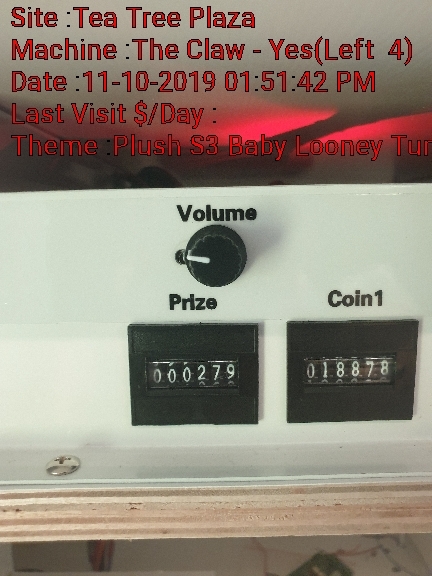 Site :Tea Tree Plaza
Machine :The Claw - Yes(Left 4)
Date :11-10-2019 01:51:42 PM
Last Visit $/Day :
Theme :Plush S3 Baby Looney Tun
Volume
Prize Coin1
000279 018878